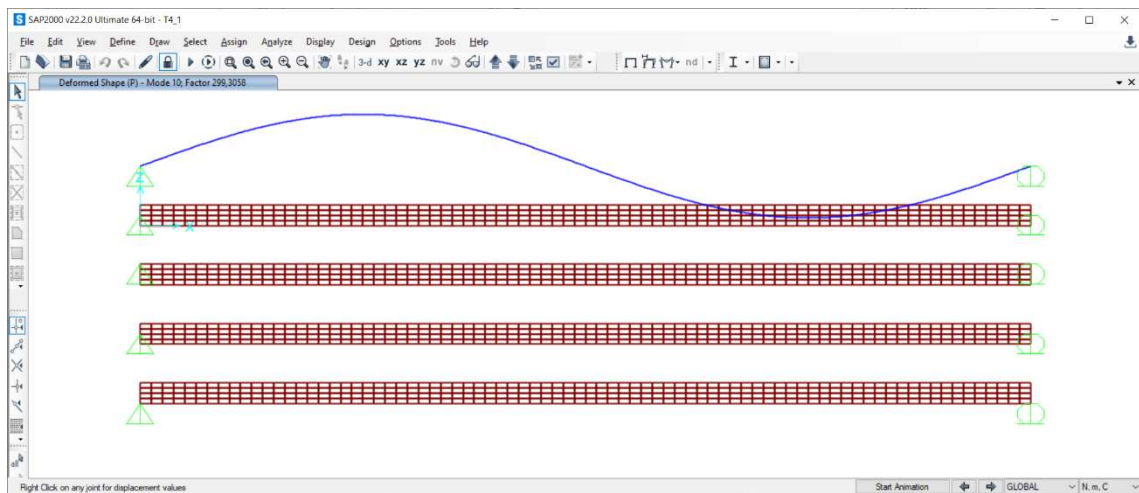 SAP2000 v22.2.0 Ultimate 64-bit - T4_1
File Edit View Define Draw Select Assign Analyze Display Design Options Tools Help
3-d xy xz yz nv nd
Deformed Shape (P) - Mode 10; Factor 299,3058
Z
X
all
Right Click on any joint for displacement values Start Animation GLOBAL N, m, C